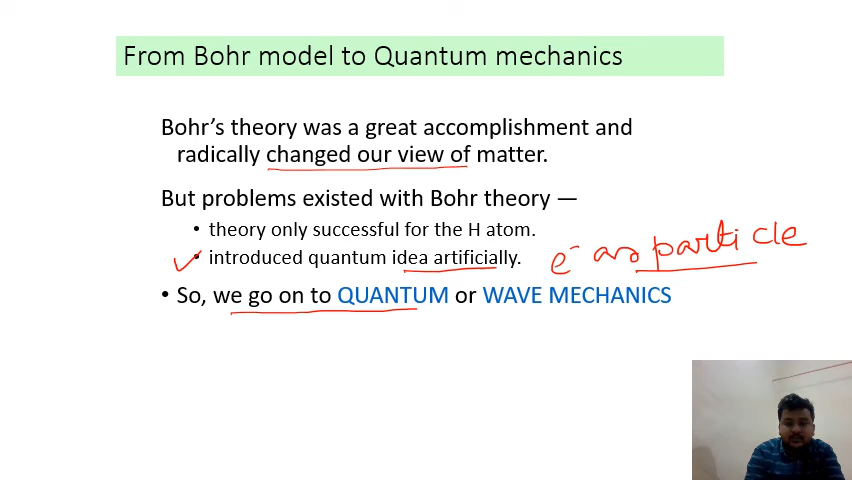 From Bohr model to Quantum mechanics
Bohr’s theory was a great accomplishment and
radically changed our view of matter.
But problems existed with Bohr theory —
• theory only successful for the H atom.
• introduced quantum idea artificially.
e⁻ as particle
• So, we go on to QUANTUM or WAVE MECHANICS